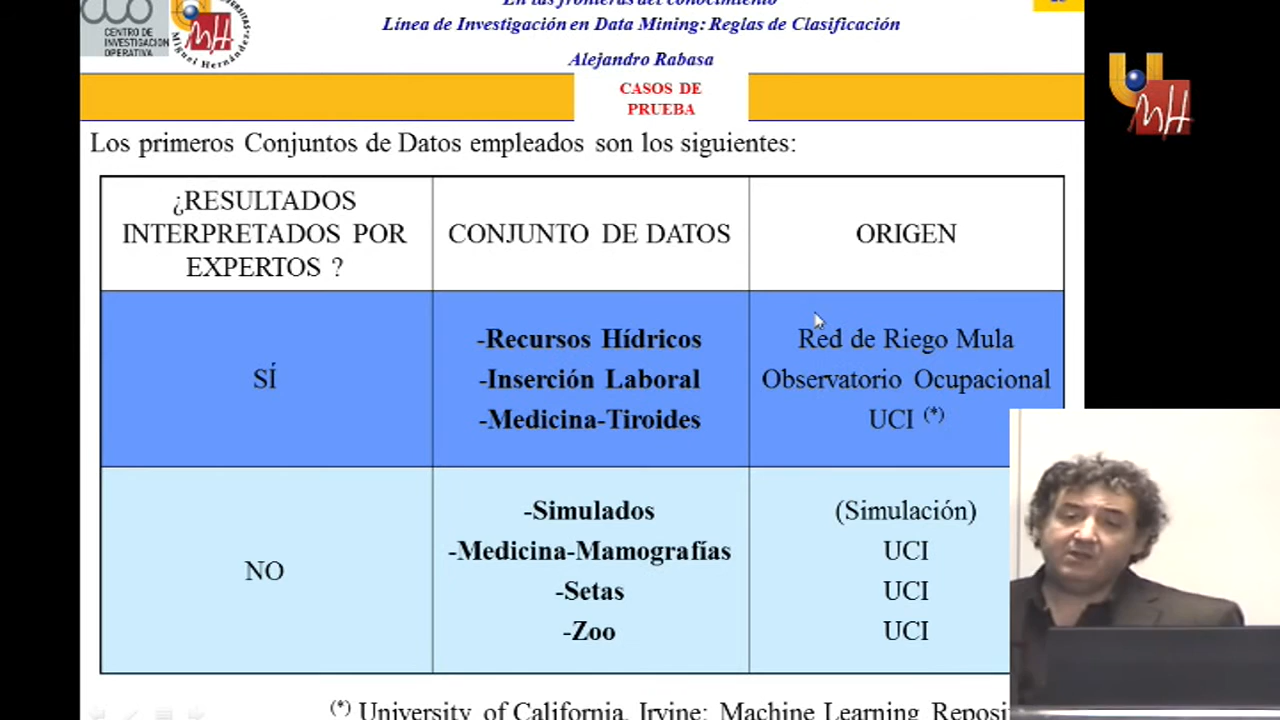 En las fronteras del conocimiento
Línea de Investigación en Data Mining: Reglas de Clasificación
CENTRO DE
INVESTIGACIÓN
OPERATIVA
Miguel Hernández
Alejandro Rabasa
CASOS DE
PRUEBA
Los primeros Conjuntos de Datos empleados son los siguientes:
¿RESULTADOS
INTERPRETADOS POR
EXPERTOS ?
CONJUNTO DE DATOS
ORIGEN
SÍ
-Recursos Hídricos
-Inserción Laboral
-Medicina-Tiroides
Red de Riego Mula
Observatorio Ocupacional
UCI (*)
NO
-Simulados
-Medicina-Mamografías
-Setas
-Zoo
(Simulación)
UCI
UCI
UCI
(*) University of California, Irvine: Machine Learning
UMH